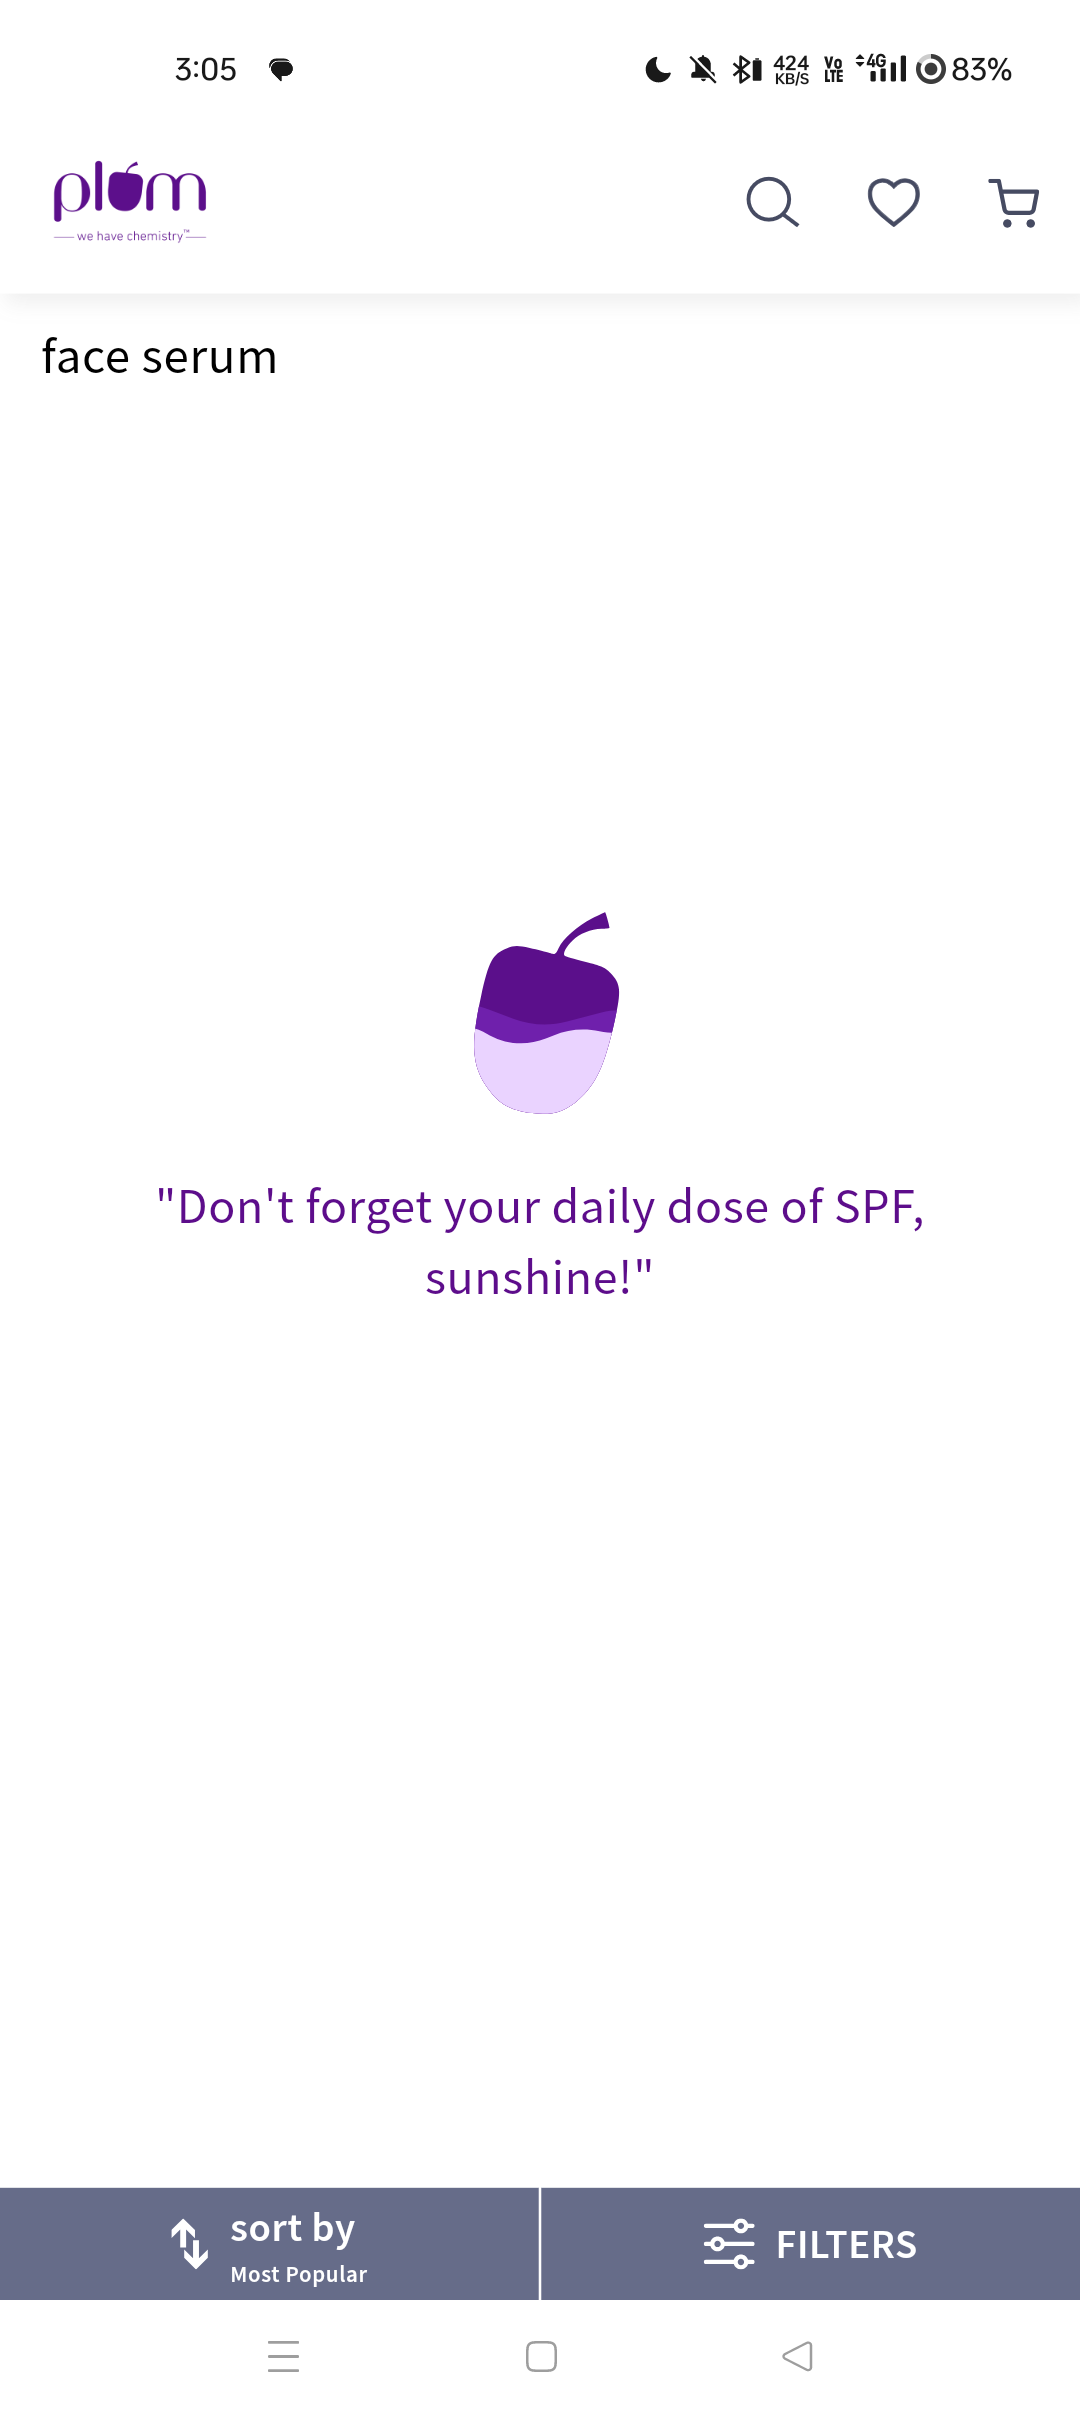 3:05
424
KB/S
Vo
LTE
4G
83%
plum
we have chemistry™
face serum
"Don't forget your daily dose of SPF,
sunshine!"
sort by
Most Popular
FILTERS